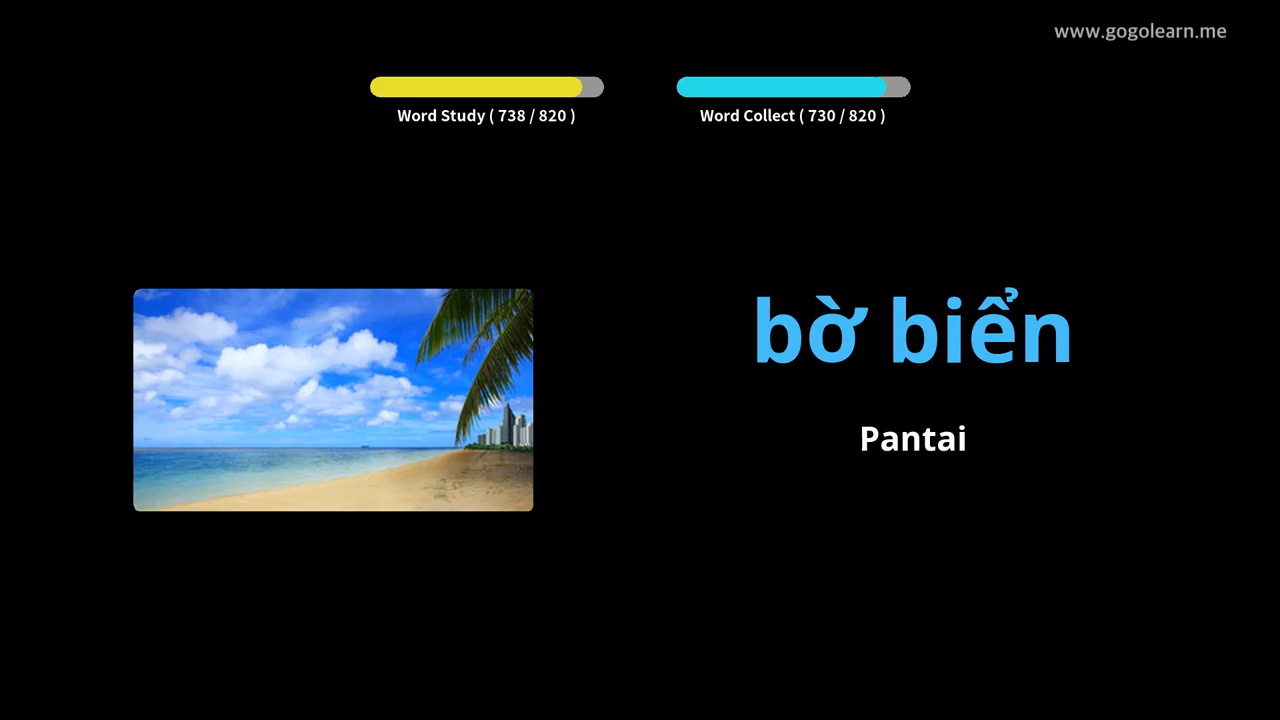 www.gogolearn.me
Word Study ( 738 / 820 )
Word Collect ( 730 / 820 )
bờ biển
Pantai